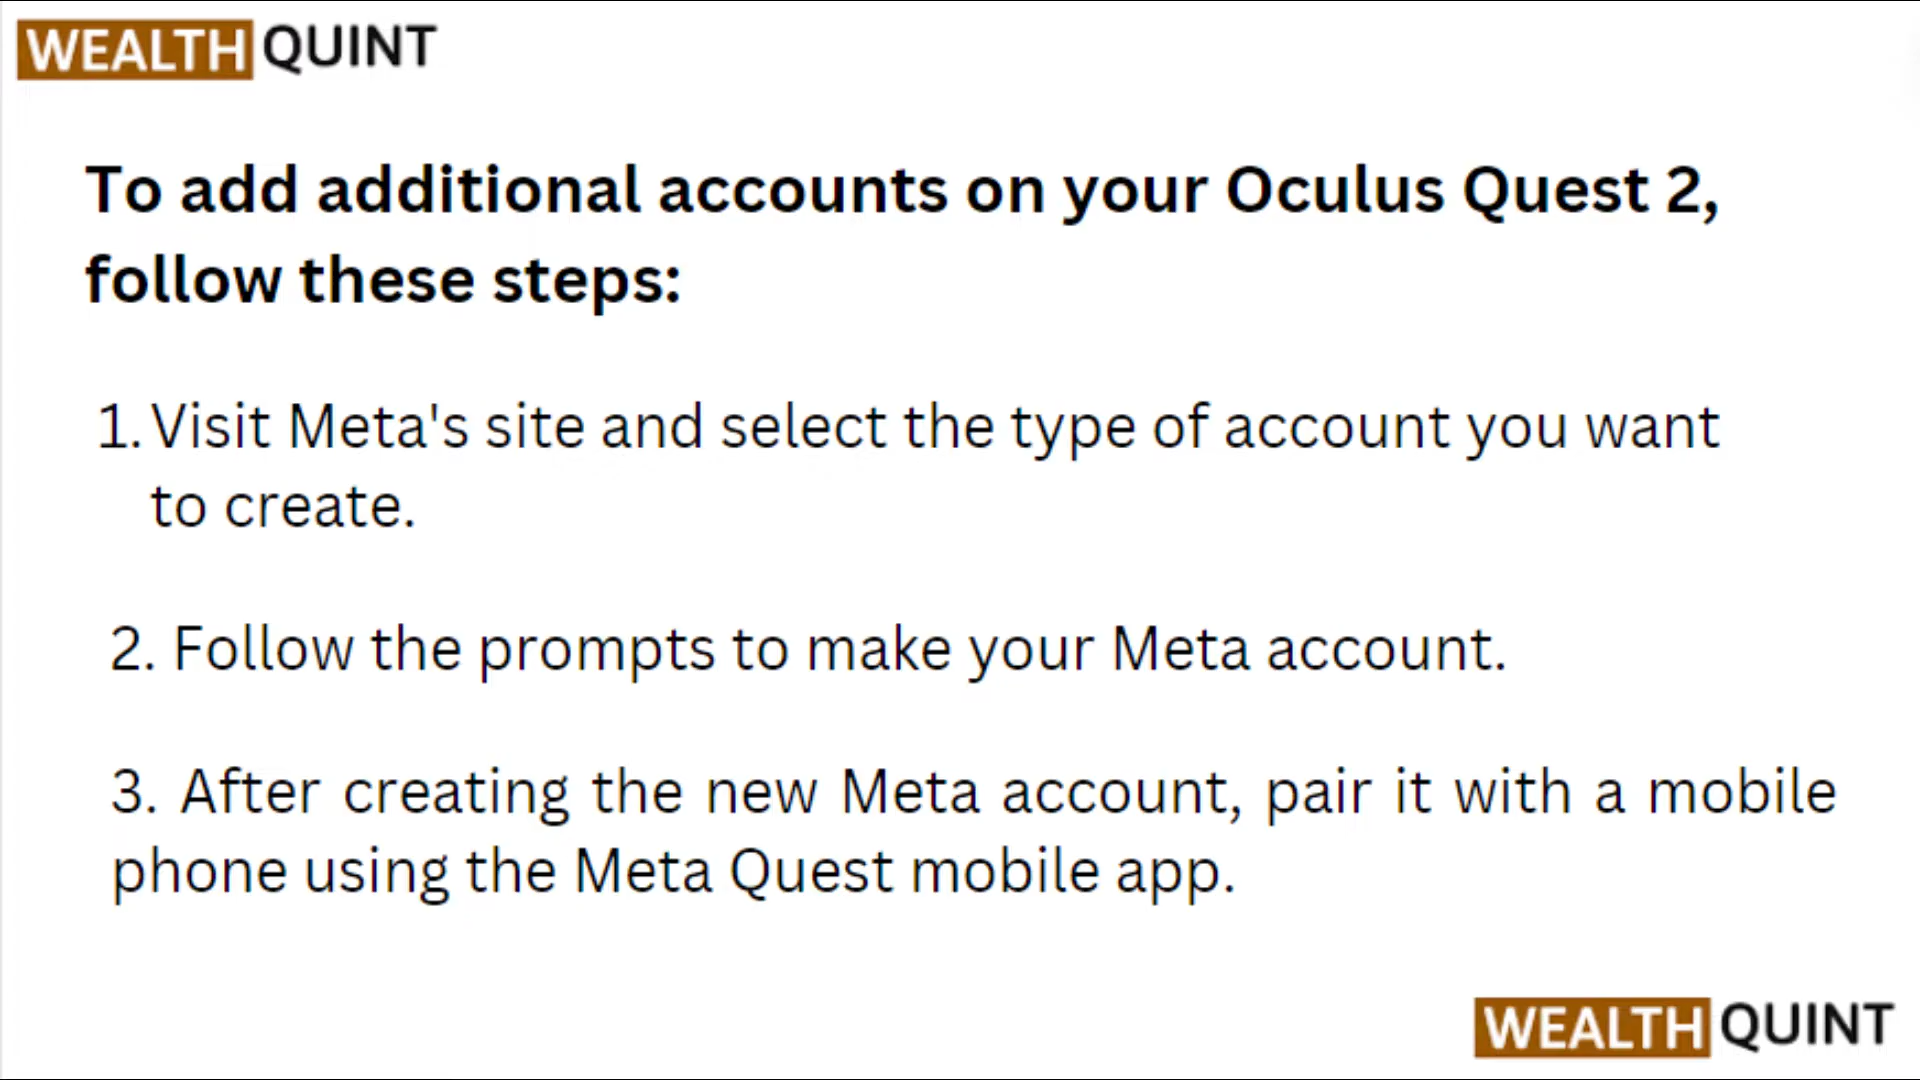 WEALTH QUINT
To add additional accounts on your Oculus Quest 2,
follow these steps:
1. Visit Meta's site and select the type of account you want
to create.
2. Follow the prompts to make your Meta account.
3. After creating the new Meta account, pair it with a mobile
phone using the Meta Quest mobile app.
WEALTH QUINT